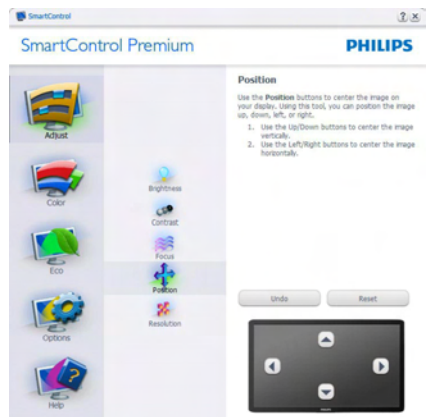 SmartControl
SmartControl Premium
PHILIPS
Adjust
Color
Eco
Options
Help
Brightness
Contrast
Focus
Position
Resolution
Position
Use the Position buttons to center the image on
your display. Using this tool, you can position the image
up, down, left, or right.
1. Use the Up/Down buttons to center the image
vertically.
2. Use the Left/Right buttons to center the image
horizontally.
Undo
Reset
PHILIPS